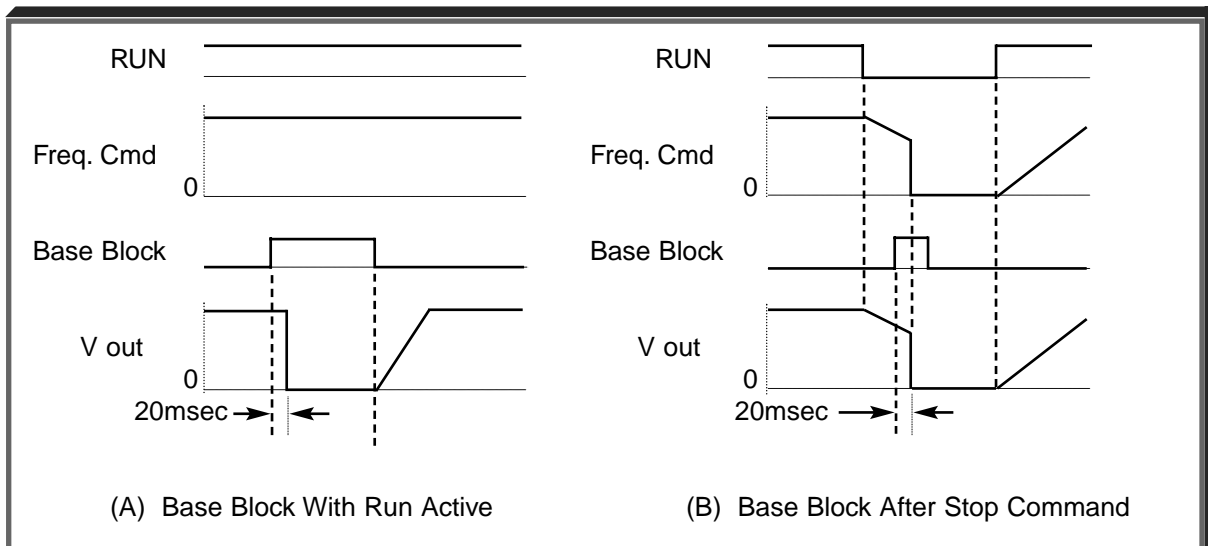 RUN
Freq. Cmd
0
Base Block
V out
0
20msec
(A) Base Block With Run Active
RUN
Freq. Cmd
0
Base Block
V out
0
20msec
(B) Base Block After Stop Command